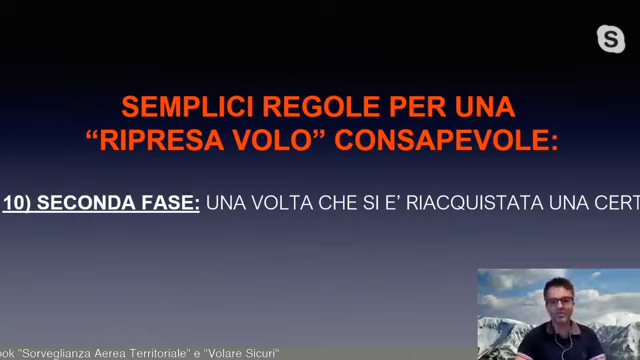 S
SEMPLICI REGOLE PER UNA
“RIPRESA VOLO” CONSAPEVOLE:
10) SECONDA FASE: UNA VOLTA CHE SI E’ RIACQUISTATA UNA CERT
ok "Sorveglianza Aerea Territoriale" e "Volare Sicuri"